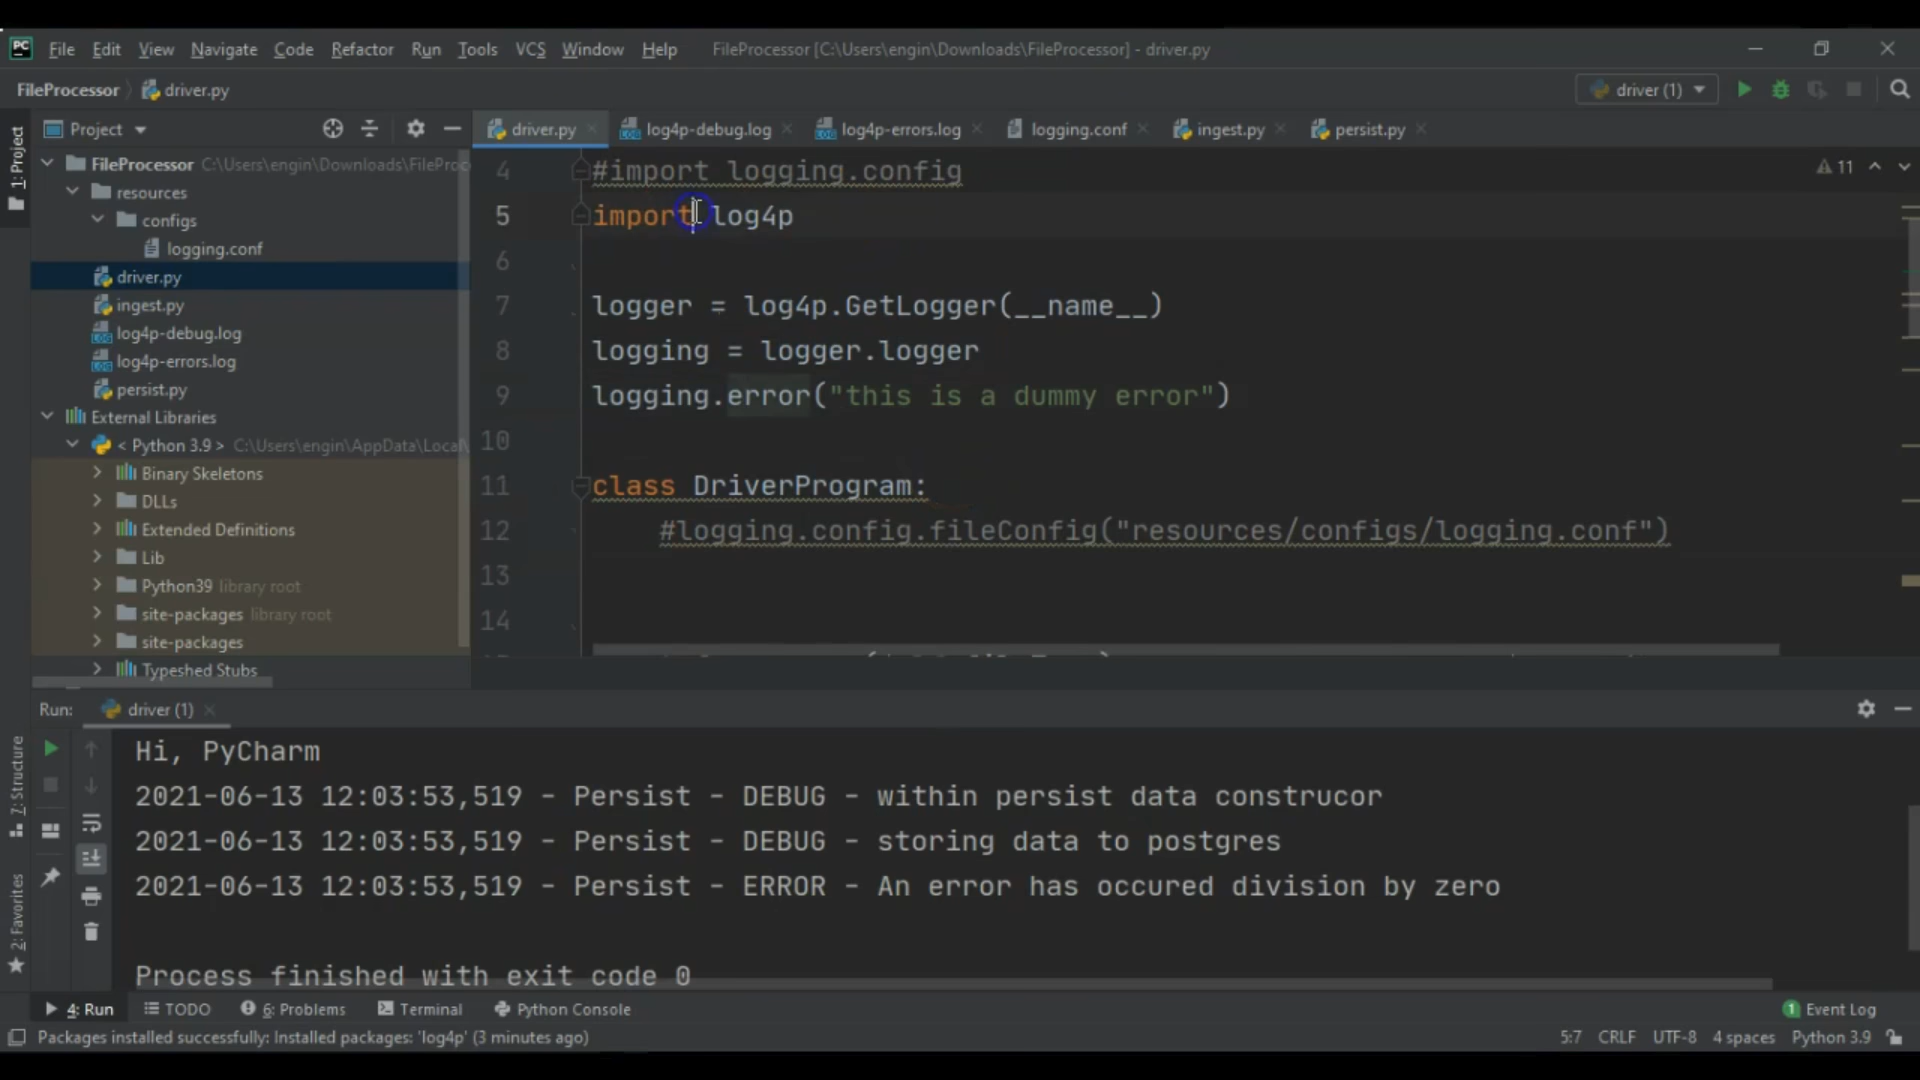 PC File Edit View Navigate Code Refactor Run Tools VCS Window Help FileProcessor [C:\Users\engin\Downloads\FileProcessor] - driver.py
FileProcessor driver.py driver (1)
1: Project
Project
driver.py log4p-debug.log log4p-errors.log logging.conf ingest.py persist.py
FileProcessor C:\Users\engin\Downloads\FileProc
resources
configs
logging.conf
driver.py
ingest.py
log4p-debug.log
log4p-errors.log
persist.py
External Libraries
< Python 3.9 > C:\Users\engin\AppData\Local\
Binary Skeletons
DLLs
Extended Definitions
Lib
Python39 library root
site-packages library root
site-packages
Typeshed Stubs
11
4 #import logging.config
5 import log4p
6
7 logger = log4p.GetLogger(__name__)
8 logging = logger.logger
9 logging.error("this is a dummy error")
10
11 class DriverProgram:
12 #logging.config.fileConfig("resources/configs/logging.conf")
13
14
Run: driver (1)
Hi, PyCharm
2021-06-13 12:03:53,519 - Persist - DEBUG - within persist data construcor
2021-06-13 12:03:53,519 - Persist - DEBUG - storing data to postgres
2021-06-13 12:03:53,519 - Persist - ERROR - An error has occured division by zero
Process finished with exit code 0
7: Structure
2: Favorites
4: Run TODO 6: Problems Terminal Python Console 1 Event Log
Packages installed successfully: Installed packages: 'log4p' (3 minutes ago) 5:7 CRLF UTF-8 4 spaces Python 3.9